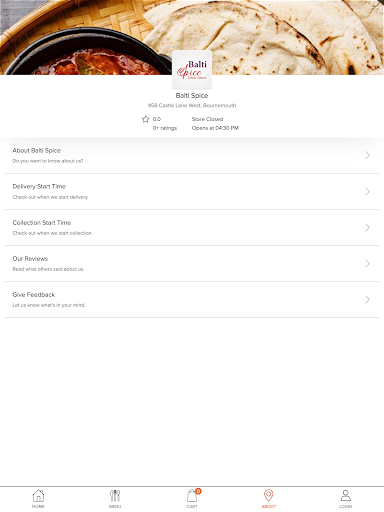 Balti
Spice
Balti Spice
458 Castle Lane West, Bournemouth
0.0
Store Closed
0+ ratings
Opens at 04:30 PM
About Balti Spice
Do you want to know about us?
Delivery Start Time
Check out when we start delivery.
Collection Start Time
Check out when we start collection.
Our Reviews
Read what others said about us.
Give Feedback
Let us know what's in your mind.
0
HOME
MENU
CART
ABOUT
LOGIN